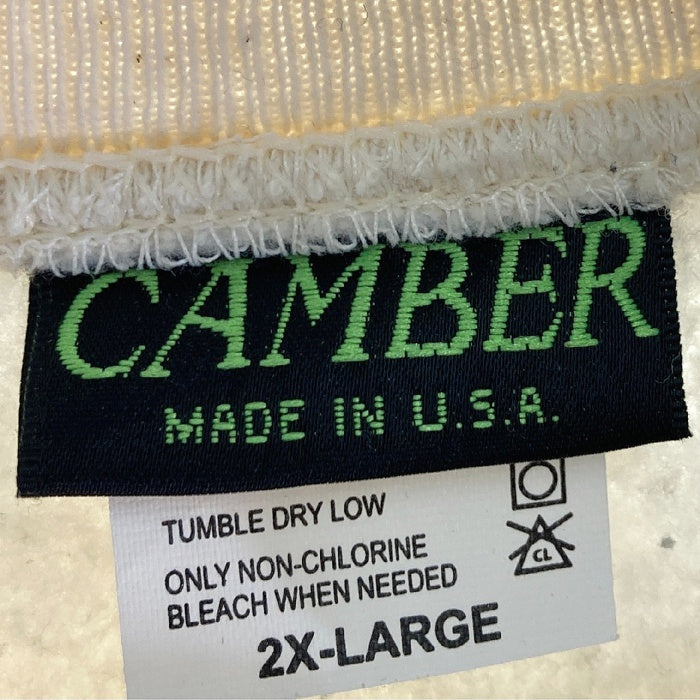 CAMBER
MADE IN U.S.A.
TUMBLE DRY LOW
ONLY NON-CHLORINE
BLEACH WHEN NEEDED
CL
2X-LARGE